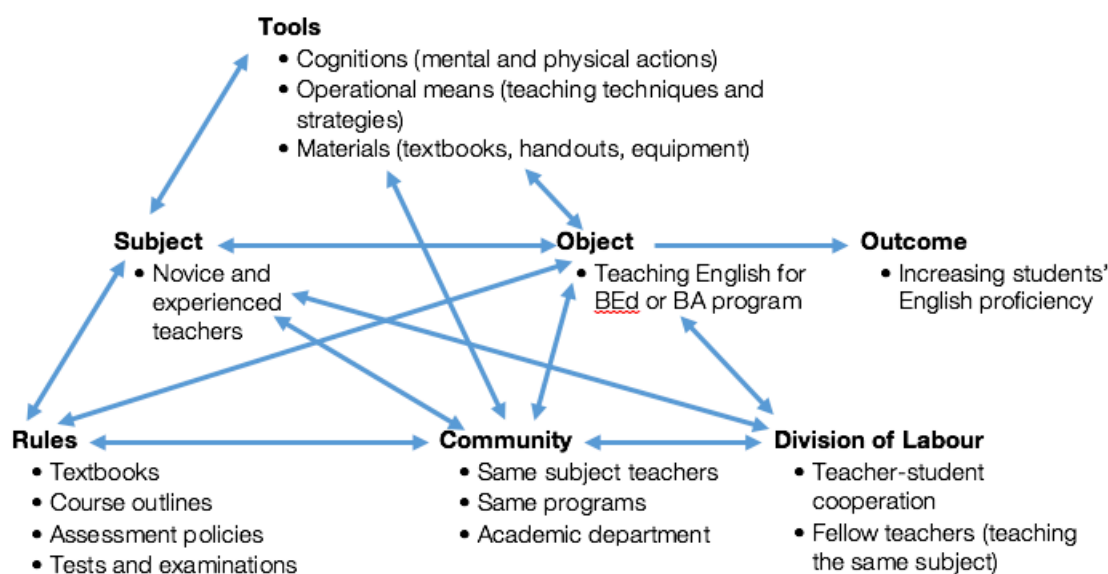 Tools
• Cognitions (mental and physical actions)
• Operational means (teaching techniques and
strategies)
• Materials (textbooks, handouts, equipment)
Subject
• Novice and
experienced
teachers
Object
• Teaching English for
BEd or BA program
Outcome
• Increasing students’
English proficiency
Rules
• Textbooks
• Course outlines
• Assessment policies
• Tests and examinations
Community
• Same subject teachers
• Same programs
• Academic department
Division of Labour
• Teacher-student
cooperation
• Fellow teachers (teaching
the same subject)